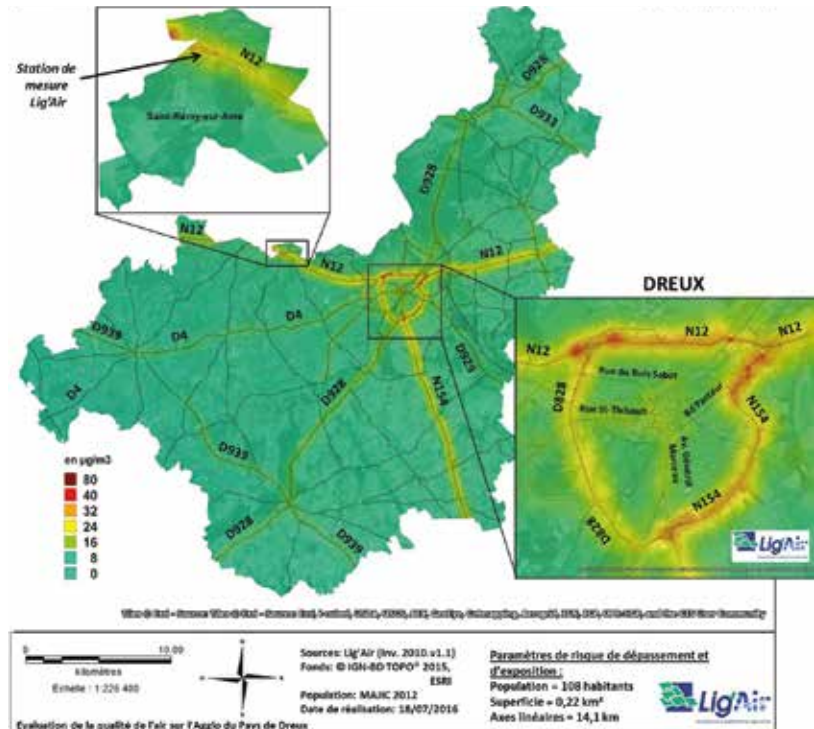 Station de
mesure
Lig'Air
N12
Saint-Rémy-sur-Avre
D928
D933
D928
N12
N12
N12
D939
D4
D4
D928
N154
D929
D939
D928
D939
en µg/m3
80
40
32
24
16
8
0
DREUX
N12
N12
N12
Rue du Bois Sabot
D828
Rue St-Thibault
Bd Pasteur
N154
Av. Général
Marceau
N154
D828
Lig'Air
0
10.00
kilomètres
Echelle : 1:226 400
Sources: Lig'Air (Inv. 2010.v1.1)
Fonds: © IGN-BD TOPO® 2015,
ESRI
Population: MAJIC 2012
Date de réalisation: 18/07/2016
Paramètres de risque de dépassement et
d'exposition :
Population = 108 habitants
Superficie = 0,22 km²
Axes linéaires = 14,1 km
Lig'Air
Evaluation de la qualité de l'air sur l'Agglo du Pays de Dreux